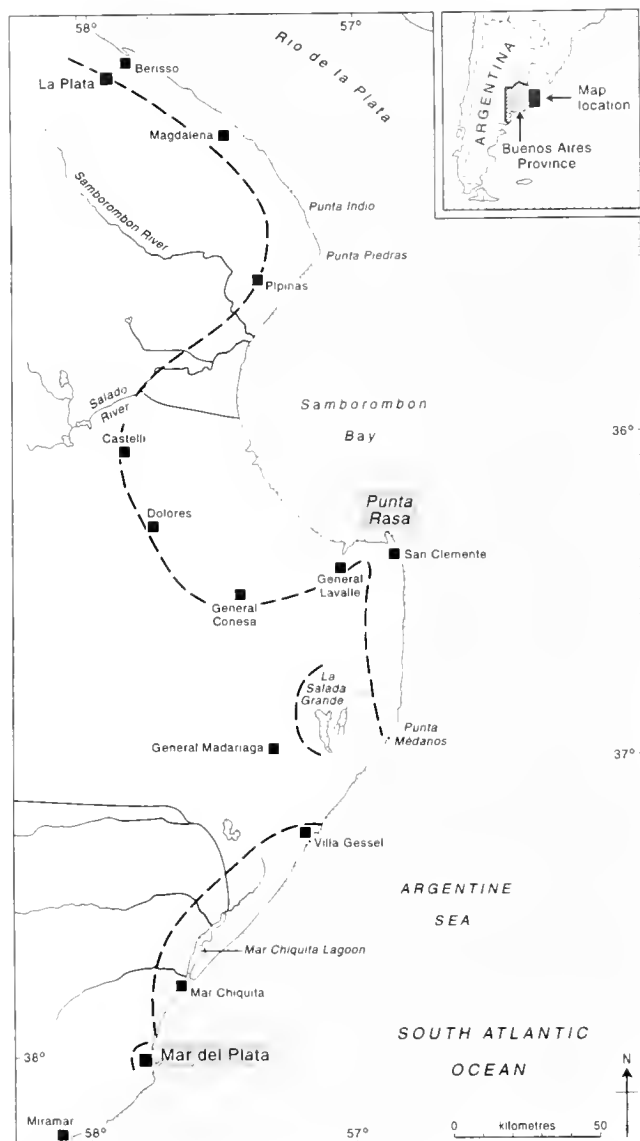 58°
57°
Rio de la Plata
Berisso
La Plata
Magdalena
Samborombon River
Punta Indio
Punta Piedras
PIpinas
ARGENTINA
Map
location
Buenos Aires
Province
Salado
River
Samborombon
Bay
36°
Castelli
Punta
Rasa
Dolores
San Clemente
General
Lavalle
General
Conesa
La
Salada
Grande
General Madariaga
Punta
Médanos
37°
Villa Gessel
ARGENTINE
SEA
Mar Chiquita Lagoon
Mar Chiquita
SOUTH ATLANTIC
OCEAN
Mar del Plata
38°
N
Miramar
58°
57°
0 kilometres 50